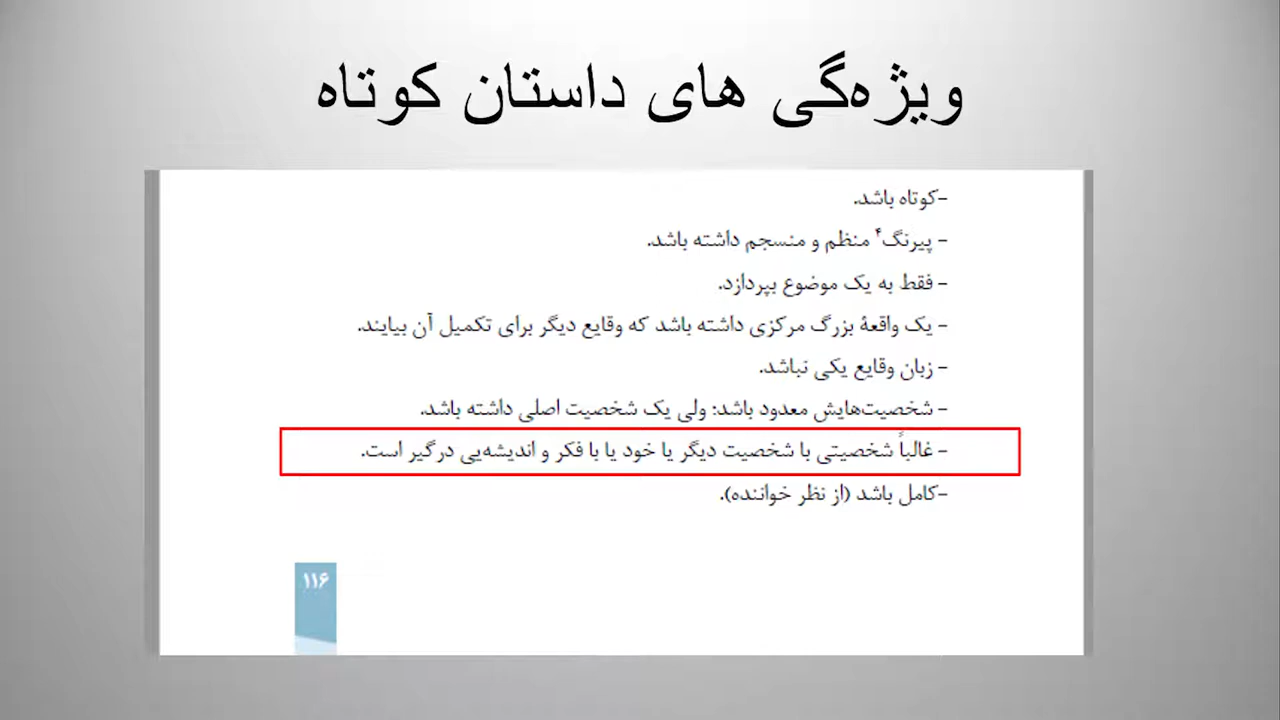 ویژه‌گی های داستان کوتاه
-کوتاه باشد.
- پیرنگ۴ منظم و منسجم داشته باشد.
- فقط به یک موضوع بپردازد.
- یک واقعهٔ بزرگ مرکزی داشته باشد که وقایع دیگر برای تکمیل آن بیایند.
- زبان وقایع یکی نباشد.
- شخصیت‌هایش معدود باشد: ولی یک شخصیت اصلی داشته باشد.
- غالباً شخصیتی با شخصیت دیگر یا خود یا با فکر و اندیشه‌یی درگیر است.
-کامل باشد (از نظر خواننده).
۱۱۶